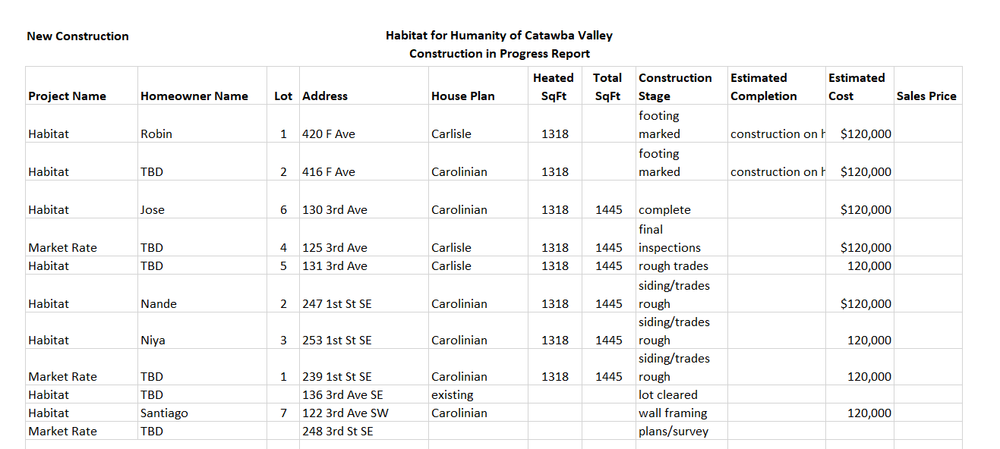 New Construction
Habitat for Humanity of Catawba Valley
Construction in Progress Report
Project Name Homeowner Name Lot Address House Plan Heated SqFt Total SqFt Construction Stage Estimated Completion Estimated Cost Sales Price
Habitat Robin 1 420 F Ave Carlisle 1318 footing marked construction on $120,000
Habitat TBD 2 416 F Ave Carolinian 1318 footing marked construction on $120,000
Habitat Jose 6 130 3rd Ave Carolinian 1318 1445 complete $120,000
Market Rate TBD 4 125 3rd Ave Carlisle 1318 1445 final inspections $120,000
Habitat TBD 5 131 3rd Ave Carlisle 1318 1445 rough trades 120,000
Habitat Nande 2 247 1st St SE Carolinian 1318 1445 siding/trades rough $120,000
Habitat Niya 3 253 1st St SE Carolinian 1318 1445 siding/trades rough 120,000
Market Rate TBD 1 239 1st St SE Carolinian 1318 1445 siding/trades rough 120,000
Habitat TBD 136 3rd Ave SE existing lot cleared
Habitat Santiago 7 122 3rd Ave SW Carolinian wall framing 120,000
Market Rate TBD 248 3rd St SE plans/survey